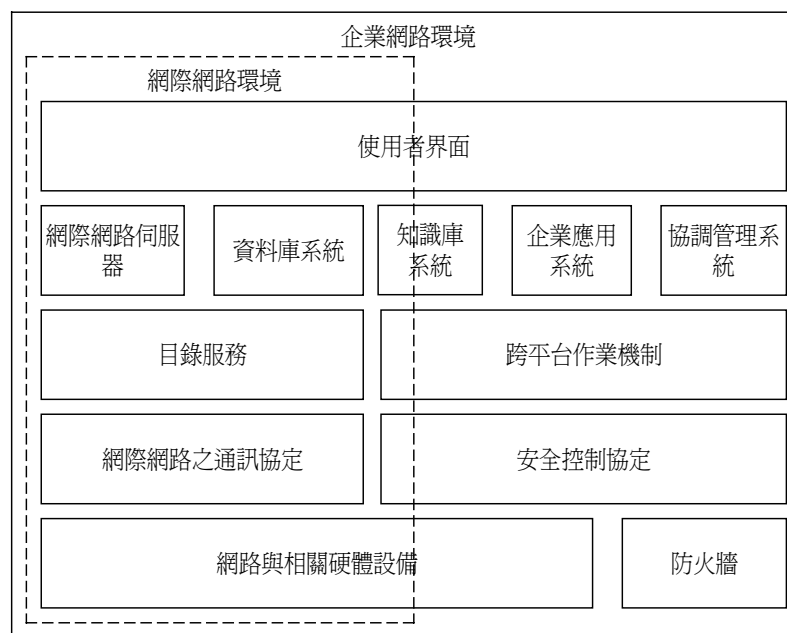 企業網路環境
網際網路環境
使用者界面
網際網路伺服
器
資料庫系統
知識庫
系統
企業應用
系統
協調管理系
統
目錄服務
跨平台作業機制
網際網路之通訊協定
安全控制協定
網路與相關硬體設備
防火牆